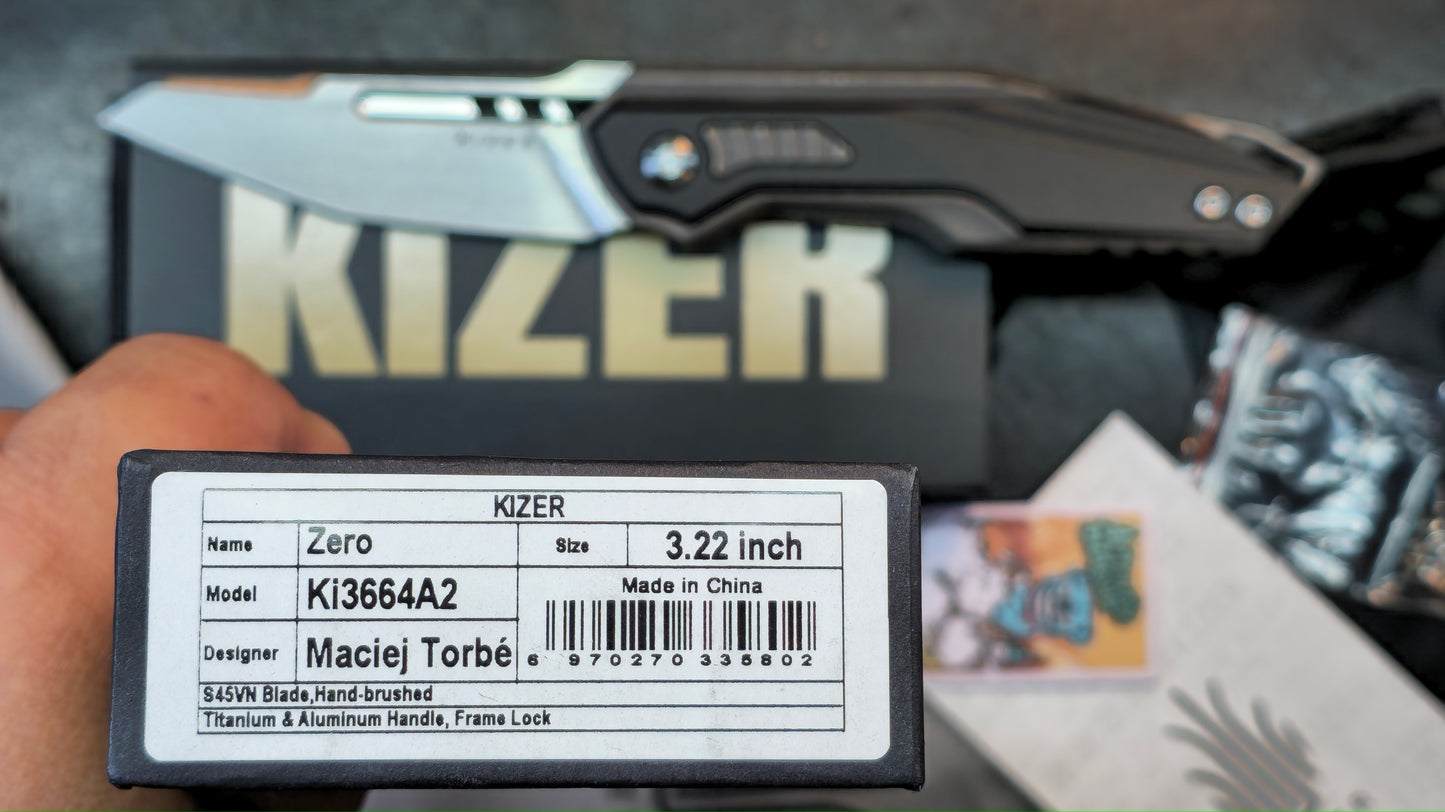 KIZER
KIZER
Name Zero Size 3.22 inch
Model Ki3664A2
Made in China
Designer Maciej Torbé
6 970270 335802
S45VN Blade,Hand-brushed
Titanium & Aluminum Handle, Frame Lock